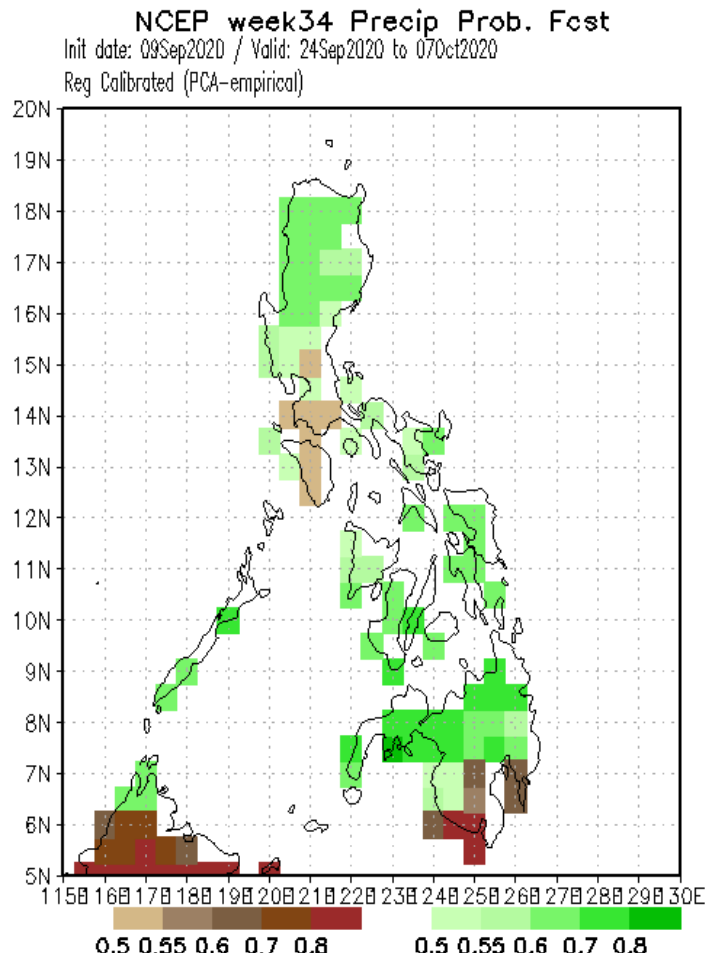 NCEP week34 Precip Prob. Fcst
Init date: 09Sep2020 / Valid: 24Sep2020 to 07Oct2020
Reg Calibrated (PCA-empirical)
20N
19N
18N
17N
16N
15N
14N
13N
12N
11N
10N
9N
8N
7N
6N
5N
115E 116E 117E 118E 119E 120E 121E 122E 123E 124E 125E 126E 127E 128E 129E 130E
0.5 0.55 0.6 0.7 0.8 0.5 0.55 0.6 0.7 0.8